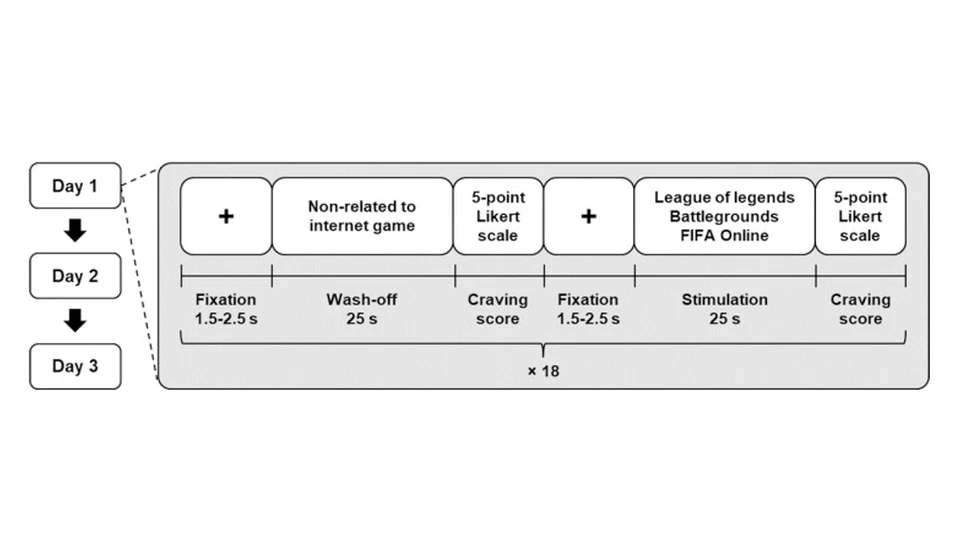 Day 1
Day 2
Day 3
+
Non-related to
internet game
5-point
Likert
scale
+
League of legends
Battlegrounds
FIFA Online
5-point
Likert
scale
Fixation
1.5-2.5 s
Wash-off
25 s
Craving
score
Fixation
1.5-2.5 s
Stimulation
25 s
Craving
score
× 18